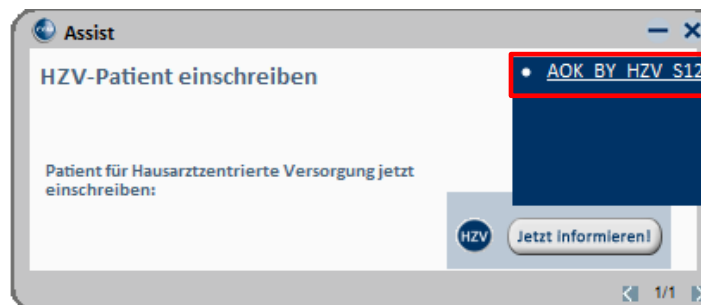 Assist
HZV-Patient einschreiben
AOK_BY_HZV_S12
Patient für Hausarztzentrierte Versorgung jetzt
einschreiben:
HZV
Jetzt informieren!
1/1